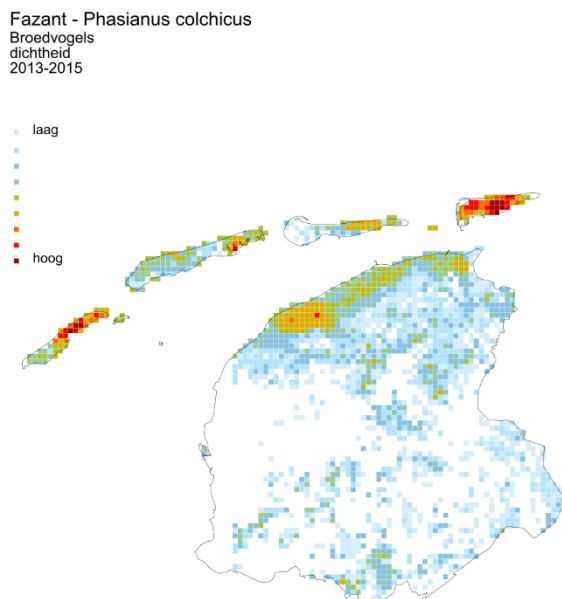 Fazant - Phasianus colchicus
Broedvogels
dichtheid
2013-2015
laag
hoog